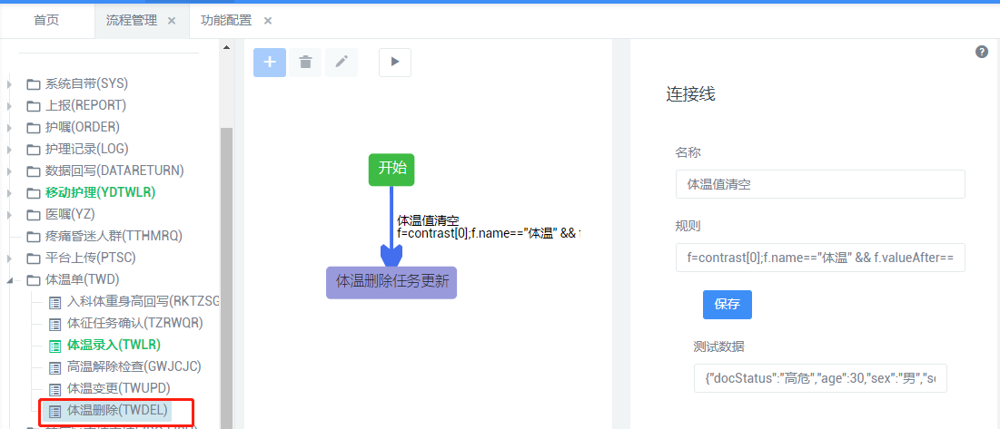 首页
流程管理 ×
功能配置 ×
系统自带(SYS)
上报(REPORT)
护嘱(ORDER)
护理记录(LOG)
数据回写(DATARETURN)
移动护理(YDTWLR)
医嘱(YZ)
疼痛昏迷人群(TTHMRQ)
平台上传(PTSC)
体温单(TWD)
入科体重身高回写(RKTZSG
体征任务确认(TZRWQR)
体温录入(TWLR)
高温解除检查(GWJCJC)
体温变更(TWUPD)
体温删除(TWDEL)
开始
体温值清空
f=contrast[0];f.name=="体温" && f
体温删除任务更新
?
连接线
名称
体温值清空
规则
f=contrast[0];f.name=="体温" && f.valueAfter==
保存
测试数据
{"docStatus":"高危","age":30,"sex":"男","sc